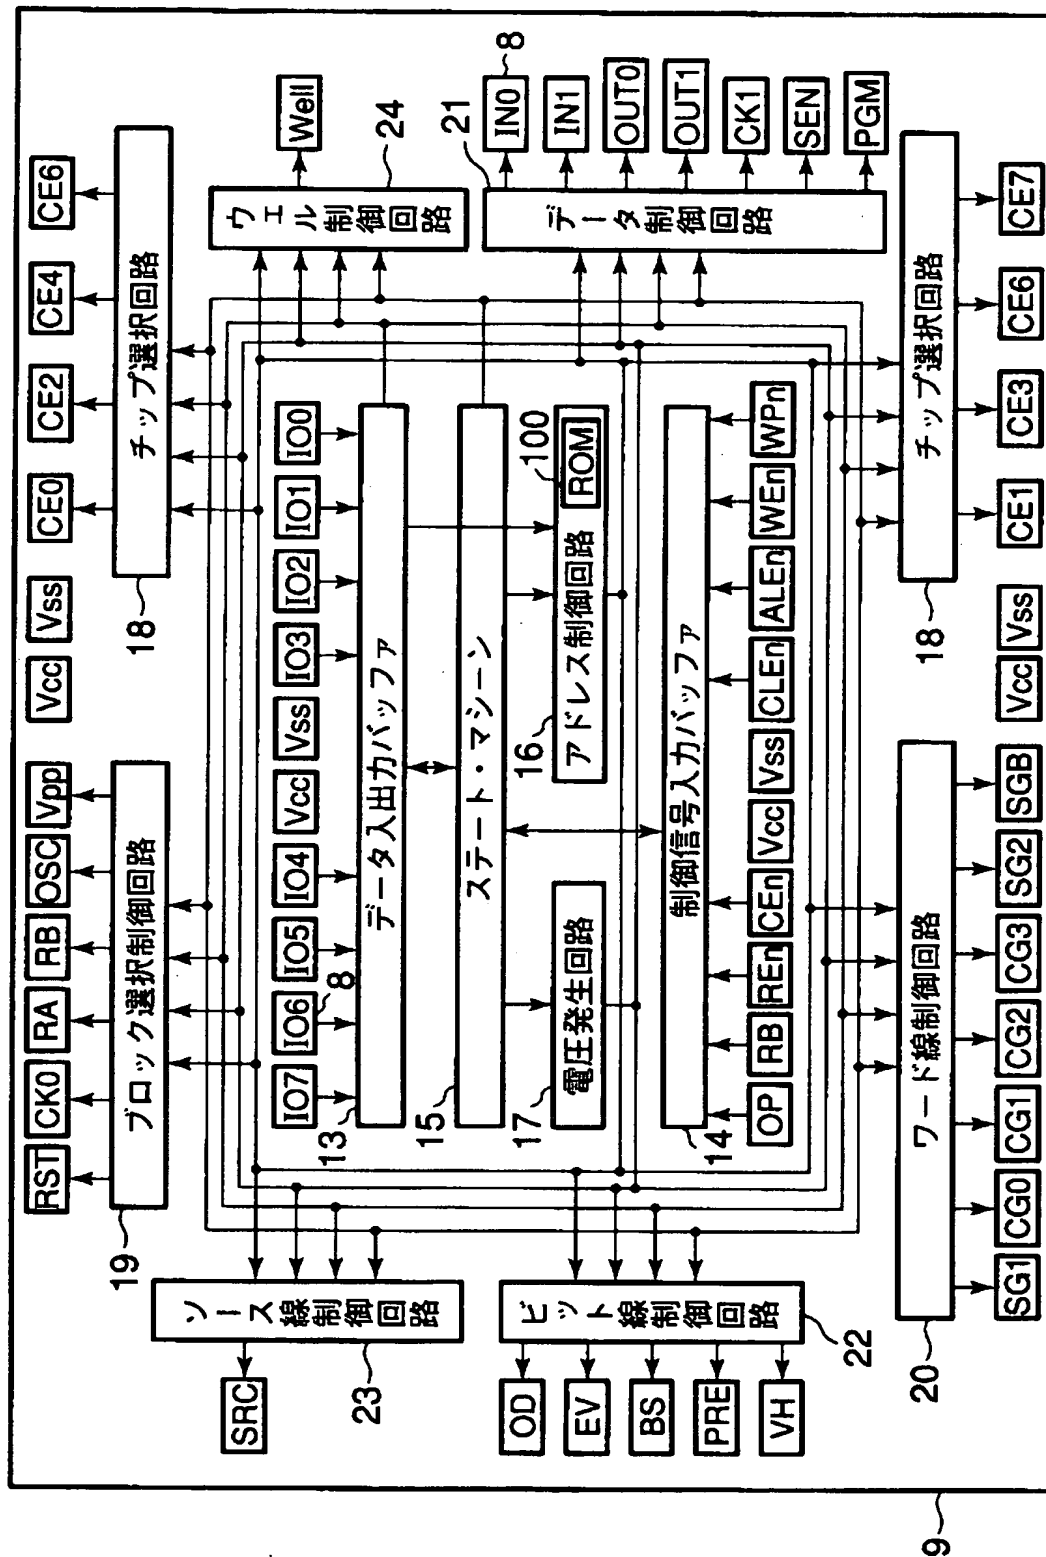 RST CK0 RA RB OSC Vpp Vcc Vss CE0 CE2 CE4 CE6
ブロック選択制御回路
19
チップ選択回路
18
ソース線制御回路
23
SRC
ウェル制御回路
24
Well
IO7 IO6 IO5 IO4 Vcc Vss IO3 IO2 IO1 IO0
8
データ入出力バッファ
13
ステート・マシーン
15
電圧発生回路
17
アドレス制御回路
16
ROM
100
制御信号入力バッファ
14
OP RB REn CEn Vcc Vss CLEn ALEn WEn WPn
ビット線制御回路
22
OD
EV
BS
PRE
VH
データ制御回路
21
IN0
8
IN1
OUT0
OUT1
CK1
SEN
PGM
ワード線制御回路
20
チップ選択回路
18
SG1 CG0 CG1 CG2 CG3 SG2 SGB Vcc Vss CE1 CE3 CE6 CE7
9